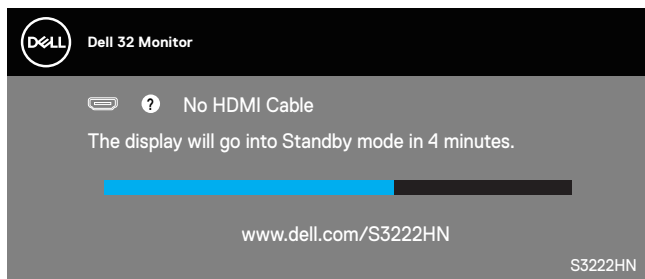 DELL
Dell 32 Monitor
? No HDMI Cable
The display will go into Standby mode in 4 minutes.
www.dell.com/S3222HN
S3222HN